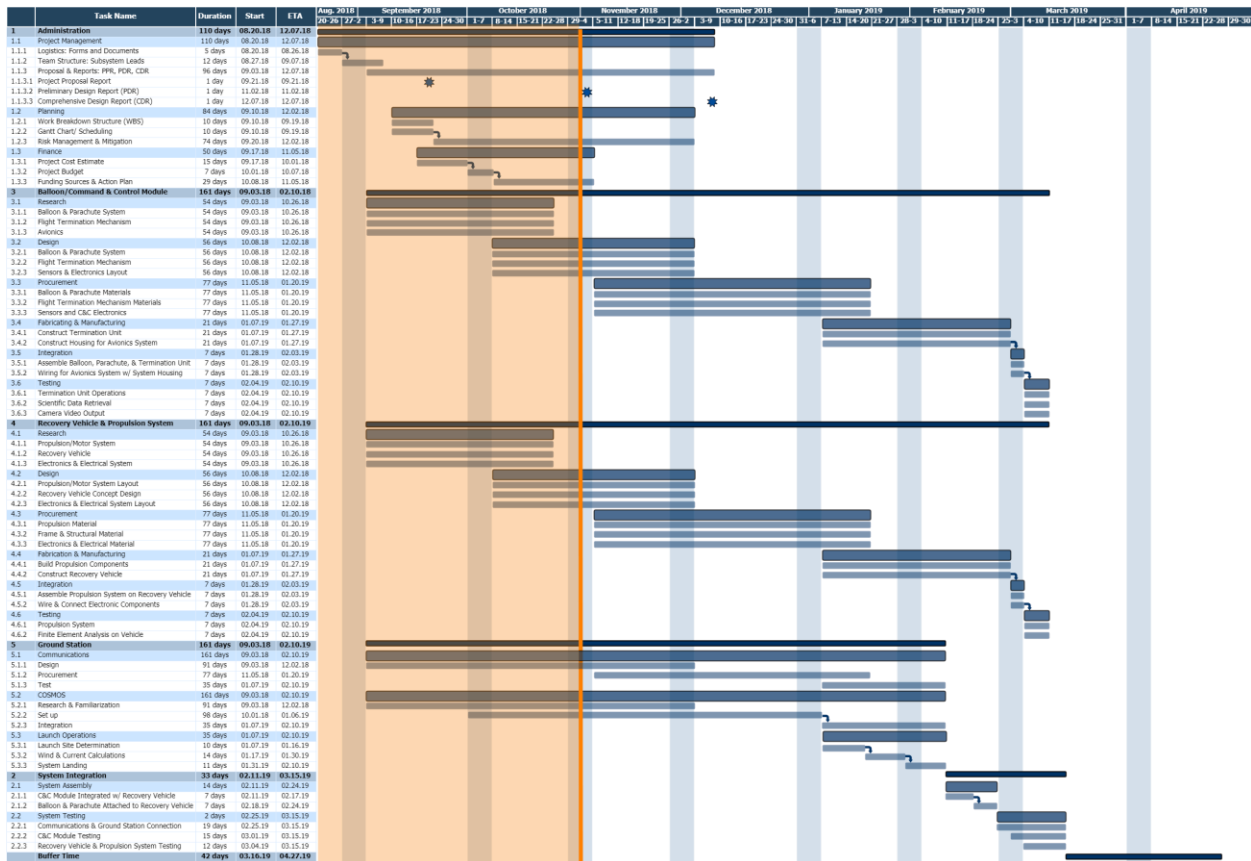 Task Name Duration Start ETA Aug. 2018 September 2018 October 2018 November 2018 December 2018 January 2019 February 2019 March 2019 April 2019
20-26 27-2 3-9 10-16 17-23 24-30 1-7 8-14 15-21 22-28 29-4 5-11 12-18 19-25 26-2 3-9 10-16 17-23 24-30 31-6 7-13 14-20 21-27 28-3 4-10 11-17 18-24 25-3 4-10 11-17 18-24 25-31 1-7 8-14 15-21 22-28 29-30
1 Administration 110 days 08.20.18 12.07.18
1.1 Project Management 110 days 08.20.18 12.07.18
1.1.1 Logistics: Forms and Documents 5 days 08.20.18 08.26.18
1.1.2 Team Structure: Subsystem Leads 12 days 08.27.18 09.07.18
1.1.3 Proposal & Reports: PPR, PDR, CDR 96 days 09.03.18 12.07.18
1.1.3.1 Project Proposal Report 1 day 09.21.18 09.21.18
1.1.3.2 Preliminary Design Report (PDR) 1 day 11.02.18 11.02.18
1.1.3.3 Comprehensive Design Report (CDR) 1 day 12.07.18 12.07.18
1.2 Planning 84 days 09.10.18 12.02.18
1.2.1 Work Breakdown Structure (WBS) 10 days 09.10.18 09.19.18
1.2.2 Gantt Chart/ Scheduling 10 days 09.10.18 09.19.18
1.2.3 Risk Management & Mitigation 74 days 09.20.18 12.02.18
1.3 Finance 50 days 09.17.18 11.05.18
1.3.1 Project Cost Estimate 15 days 09.17.18 10.01.18
1.3.2 Project Budget 7 days 10.01.18 10.07.18
1.3.3 Funding Sources & Action Plan 29 days 10.08.18 11.05.18
3 Balloon/Command & Control Module 161 days 09.03.18 02.10.18
3.1 Research 54 days 09.03.18 10.26.18
3.1.1 Balloon & Parachute System 54 days 09.03.18 10.26.18
3.1.2 Flight Termination Mechanism 54 days 09.03.18 10.26.18
3.1.3 Avionics 54 days 09.03.18 10.26.18
3.2 Design 56 days 10.08.18 12.02.18
3.2.1 Balloon & Parachute System 56 days 10.08.18 12.02.18
3.2.2 Flight Termination Mechanism 56 days 10.08.18 12.02.18
3.2.3 Sensors & Electronics Layout 56 days 10.08.18 12.02.18
3.3 Procurement 77 days 11.05.18 01.20.19
3.3.1 Balloon & Parachute Materials 77 days 11.05.18 01.20.19
3.3.2 Flight Termination Mechanism Materials 77 days 11.05.18 01.20.19
3.3.3 Sensors and C&C Electronics 77 days 11.05.18 01.20.19
3.4 Fabricating & Manufacturing 21 days 01.07.19 01.27.19
3.4.1 Construct Termination Unit 21 days 01.07.19 01.27.19
3.4.2 Construct Housing for Avionics System 21 days 01.07.19 01.27.19
3.5 Integration 7 days 01.28.19 02.03.19
3.5.1 Assemble Balloon, Parachute, & Termination Unit 7 days 01.28.19 02.03.19
3.5.2 Wiring for Avionics System w/ System Housing 7 days 01.28.19 02.03.19
3.6 Testing 7 days 02.04.19 02.10.19
3.6.1 Termination Unit Operations 7 days 02.04.19 02.10.19
3.6.2 Scientific Data Retrieval 7 days 02.04.19 02.10.19
3.6.3 Camera Video Output 7 days 02.04.19 02.10.19
4 Recovery Vehicle & Propulsion System 161 days 09.03.18 02.10.19
4.1 Research 54 days 09.03.18 10.26.18
4.1.1 Propulsion/Motor System 54 days 09.03.18 10.26.18
4.1.2 Recovery Vehicle 54 days 09.03.18 10.26.18
4.1.3 Electronics & Electrical System 54 days 09.03.18 10.26.18
4.2 Design 56 days 10.08.18 12.02.18
4.2.1 Propulsion/Motor System Layout 56 days 10.08.18 12.02.18
4.2.2 Recovery Vehicle Concept Design 56 days 10.08.18 12.02.18
4.2.3 Electronics & Electrical System Layout 56 days 10.08.18 12.02.18
4.3 Procurement 77 days 11.05.18 01.20.19
4.3.1 Propulsion Material 77 days 11.05.18 01.20.19
4.3.2 Frame & Structural Material 77 days 11.05.18 01.20.19
4.3.3 Electronics & Electrical Material 77 days 11.05.18 01.20.19
4.4 Fabrication & Manufacturing 21 days 01.07.19 01.27.19
4.4.1 Build Propulsion Components 21 days 01.07.19 01.27.19
4.4.2 Construct Recovery Vehicle 21 days 01.07.19 01.27.19
4.5 Integration 7 days 01.28.19 02.03.19
4.5.1 Assemble Propulsion System on Recovery Vehicle 7 days 01.28.19 02.03.19
4.5.2 Wire & Connect Electronic Components 7 days 01.28.19 02.03.19
4.6 Testing 7 days 02.04.19 02.10.19
4.6.1 Propulsion System 7 days 02.04.19 02.10.19
4.6.2 Finite Element Analysis on Vehicle 7 days 02.04.19 02.10.19
5 Ground Station 161 days 09.03.18 02.10.19
5.1 Communications 161 days 09.03.18 02.10.19
5.1.1 Design 91 days 09.03.18 12.02.18
5.1.2 Procurement 77 days 11.05.18 01.20.19
5.1.3 Test 35 days 01.07.19 02.10.19
5.2 COSMOS 161 days 09.03.18 02.10.19
5.2.1 Research & Familiarization 91 days 09.03.18 12.02.18
5.2.2 Set up 98 days 10.01.18 01.06.19
5.2.3 Integration 35 days 01.07.19 02.10.19
5.3 Launch Operations 35 days 01.07.19 02.10.19
5.3.1 Launch Site Determination 10 days 01.07.19 01.16.19
5.3.2 Wind & Current Calculations 14 days 01.17.19 01.30.19
5.3.3 System Landing 11 days 01.31.19 02.10.19
2 System Integration 33 days 02.11.19 03.15.19
2.1 System Assembly 14 days 02.11.19 02.24.19
2.1.1 C&C Module Integrated w/ Recovery Vehicle 7 days 02.11.19 02.17.19
2.1.2 Balloon & Parachute Attached to Recovery Vehicle 7 days 02.18.19 02.24.19
2.2 System Testing 2 days 02.25.19 03.15.19
2.2.1 Communications & Ground Station Connection 19 days 02.25.19 03.15.19
2.2.2 C&C Module Testing 15 days 03.01.19 03.15.19
2.2.3 Recovery Vehicle & Propulsion System Testing 12 days 03.04.19 03.15.19
Buffer Time 42 days 03.16.19 04.27.19